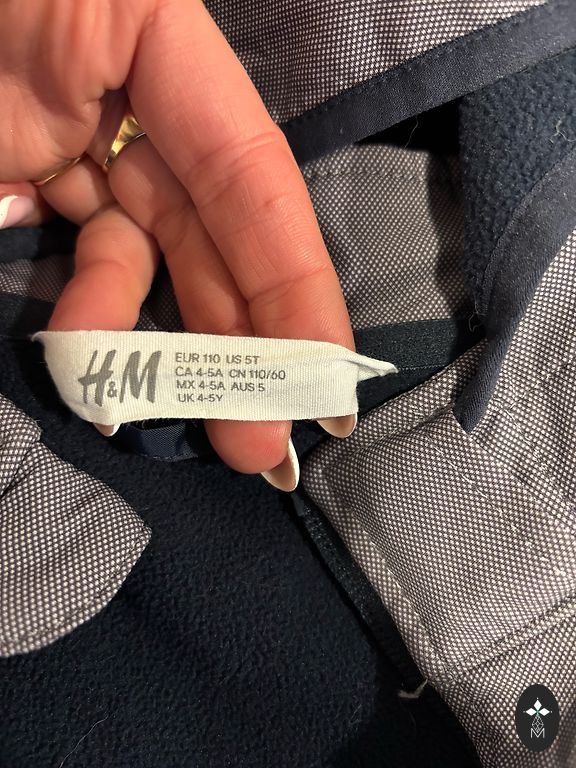 H&M
EUR 110 US 5T
CA 4-5A CN 110/60
MX 4-5A AUS 5
UK 4-5Y
M